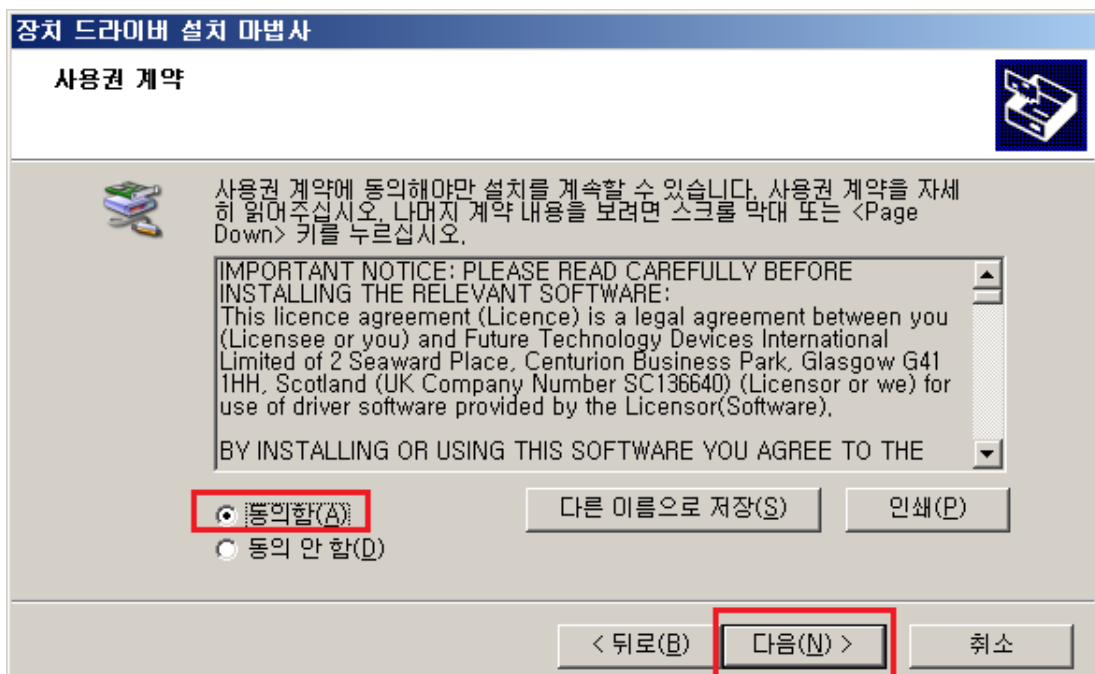 장치 드라이버 설치 마법사
사용권 계약
사용권 계약에 동의해야만 설치를 계속할 수 있습니다. 사용권 계약을 자세
히 읽어주십시오. 나머지 계약 내용을 보려면 스크롤 막대 또는 <Page
Down> 키를 누르십시오.
IMPORTANT NOTICE: PLEASE READ CAREFULLY BEFORE
INSTALLING THE RELEVANT SOFTWARE:
This licence agreement (Licence) is a legal agreement between you
(Licensee or you) and Future Technology Devices International
Limited of 2 Seaward Place, Centurion Business Park, Glasgow G41
1HH, Scotland (UK Company Number SC136640) (Licensor or we) for
use of driver software provided by the Licensor(Software).
BY INSTALLING OR USING THIS SOFTWARE YOU AGREE TO THE
동의함(A)
다른 이름으로 저장(S)
인쇄(P)
동의 안 함(D)
< 뒤로(B)
다음(N) >
취소